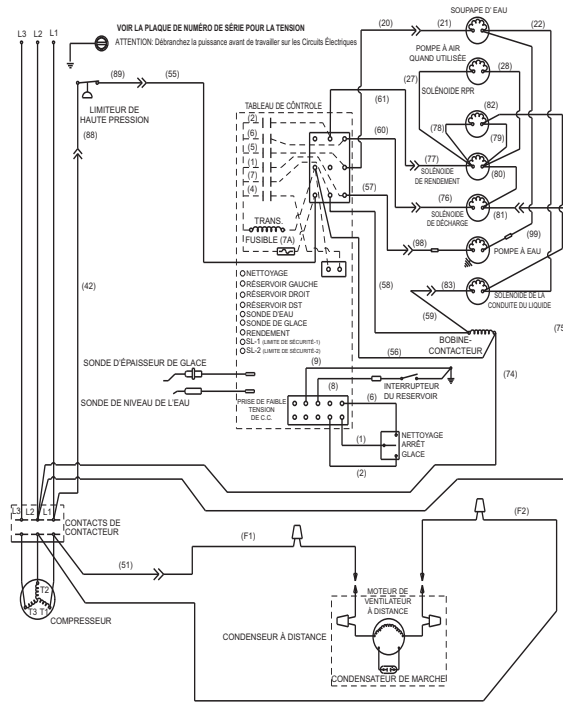 VOIR LA PLAQUE DE NUMÉRO DE SÉRIE POUR LA TENSION
ATTENTION: Débranchez la puissance avant de travailler sur les Circuits Électriques
L3 L2 L1
(20)
(21)
SOUPAPE D' EAU
(22)
(89)
(55)
LIMITEUR DE
HAUTE PRESSION
(88)
POMPE À AIR
QUAND UTILISÉE
(27)
(28)
SOLÉNOIDE RPR
TABLEAU DE CÔNTROLE
(61)
(82)
(2)
(6)
(5)
(1)
(7)
(4)
(60)
(78)
(79)
(77)
SOLÉNOIDE
DE RENDEMENT
(80)
(57)
(76)
SOLÉNOIDE
DE DÉCHARGE
(81)
TRANS.
FUSIBLE (7A)
(98)
(99)
POMPE À EAU
(42)
NETTOYAGE
RÉSERVOIR GAUCHE
RÉSERVOIR DROIT
RÉSERVOIR DST
SONDE D'EAU
SONDE DE GLACE
RENDEMENT
SL-1 (LIMITE DE SÉCURITÉ-1)
SL-2 (LIMITE DE SÉCURITÉ-2)
(58)
(83)
SOLÉNOIDE DE LA
CONDUITE DU LIQUIDE
(59)
(75
BOBINE-
CONTACTEUR
(56)
(74)
SONDE D'ÉPAISSEUR DE GLACE
(9)
(8)
INTERRUPTEUR
DU RESERVOIR
SONDE DE NIVEAU DE L'EAU
PRISE DE FAIBLE
TENSION
DE C.C.
(6)
(1)
(2)
NETTOYAGE
ARRÊT
GLACE
L3 L2 L1
CONTACTS DE
CONTACTEUR
(51)
(F1)
(F2)
T2
T3 T1
COMPRESSEUR
MOTEUR DE
VENTILATEUR
À DISTANCE
CONDENSEUR À DISTANCE
CONDENSATEUR DE MARCHE